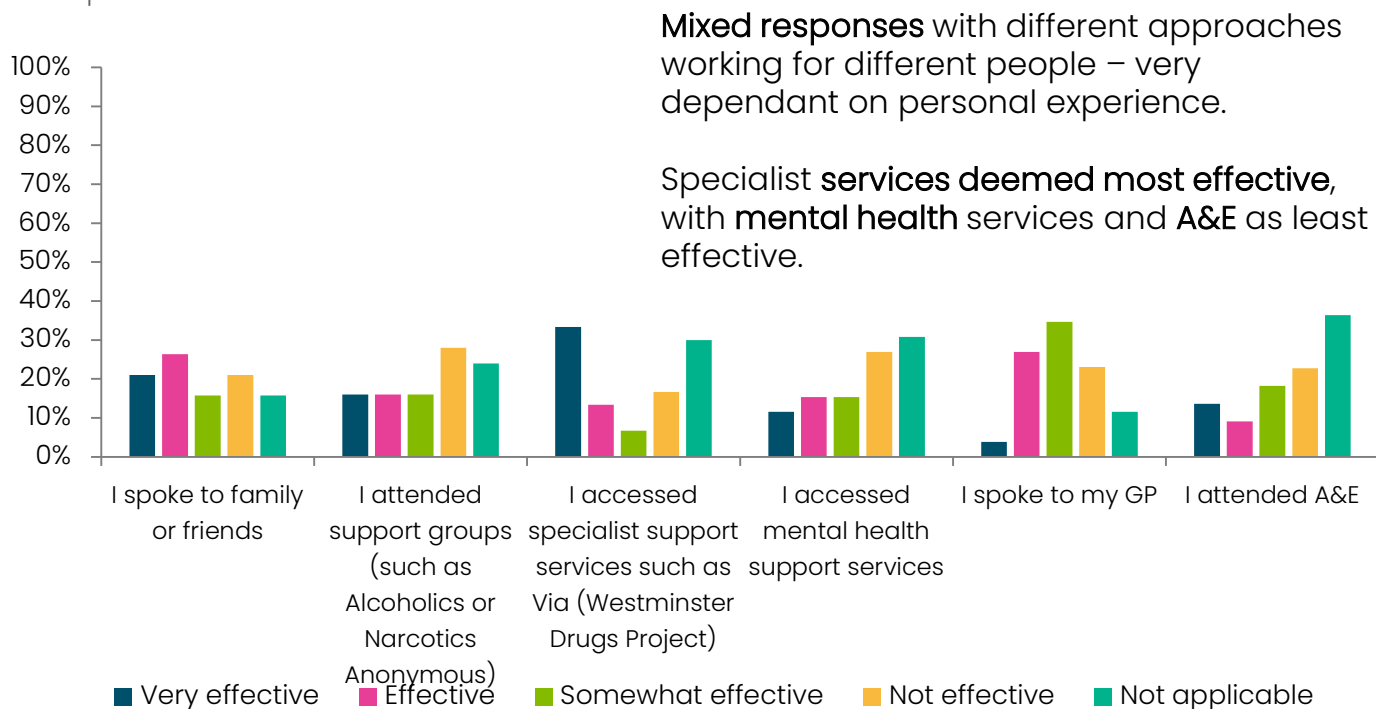 Mixed responses with different approaches
working for different people – very
dependant on personal experience.
Specialist services deemed most effective,
with mental health services and A&E as least
effective.
100%
90%
80%
70%
60%
50%
40%
30%
20%
10%
0%
I spoke to family
or friends
I attended
support groups
(such as
Alcoholics or
Narcotics
Anonymous)
I accessed
specialist support
services such as
Via (Westminster
Drugs Project)
I accessed
mental health
support services
I spoke to my GP
I attended A&E
Very effective
Effective
Somewhat effective
Not effective
Not applicable